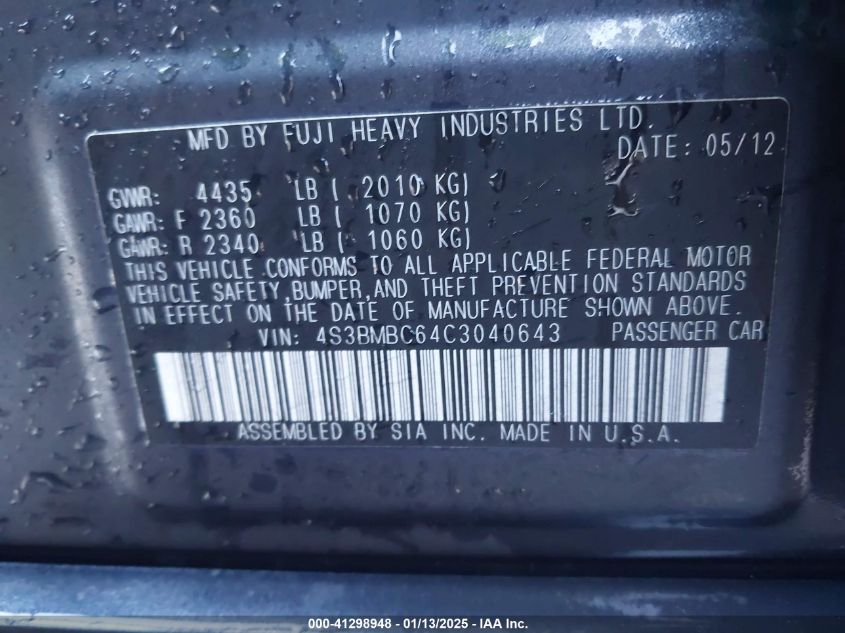 MFD BY FUJI HEAVY INDUSTRIES LTD.
DATE: 05/12
GVWR: 4435 LB ( 2010 KG)
GAWR: F 2360 LB ( 1070 KG)
GAWR: R 2340 LB ( 1060 KG)
THIS VEHICLE CONFORMS TO ALL APPLICABLE FEDERAL MOTOR
VEHICLE SAFETY,BUMPER,AND THEFT PREVENTION STANDARDS
IN EFFECT ON THE DATE OF MANUFACTURE SHOWN ABOVE.
VIN: 4S3BMBC64C3040643 PASSENGER CAR
ASSEMBLED BY SIA INC. MADE IN U.S.A.
000-41298948 - 01/13/2025 - IAA Inc.